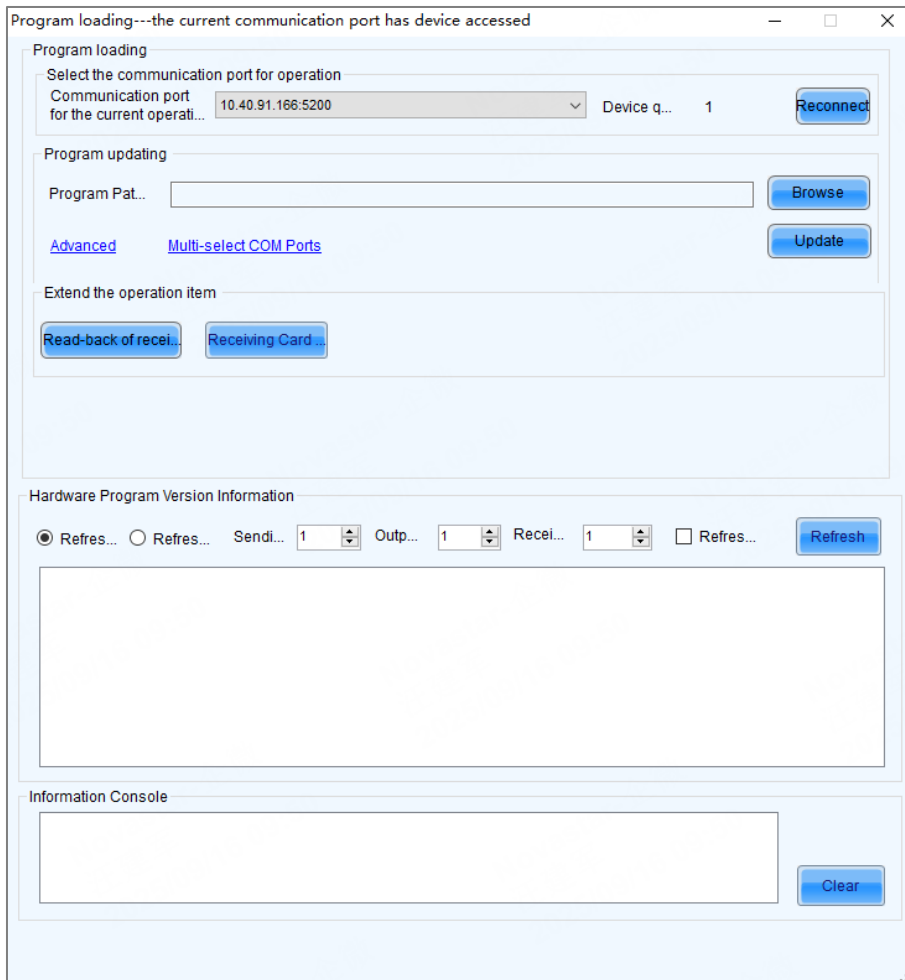 Program loading---the current communication port has device accessed
Program loading
Select the communication port for operation
Communication port
for the current operati...
10.40.91.166:5200
Device q...
1
Reconnect
Program updating
Program Pat...
Browse
Advanced
Multi-select COM Ports
Update
Extend the operation item
Read-back of recei...
Receiving Card ...
Hardware Program Version Information
Refres...
Refres...
Sendi...
1
Outp...
1
Recei...
1
Refres...
Refresh
Information Console
Clear